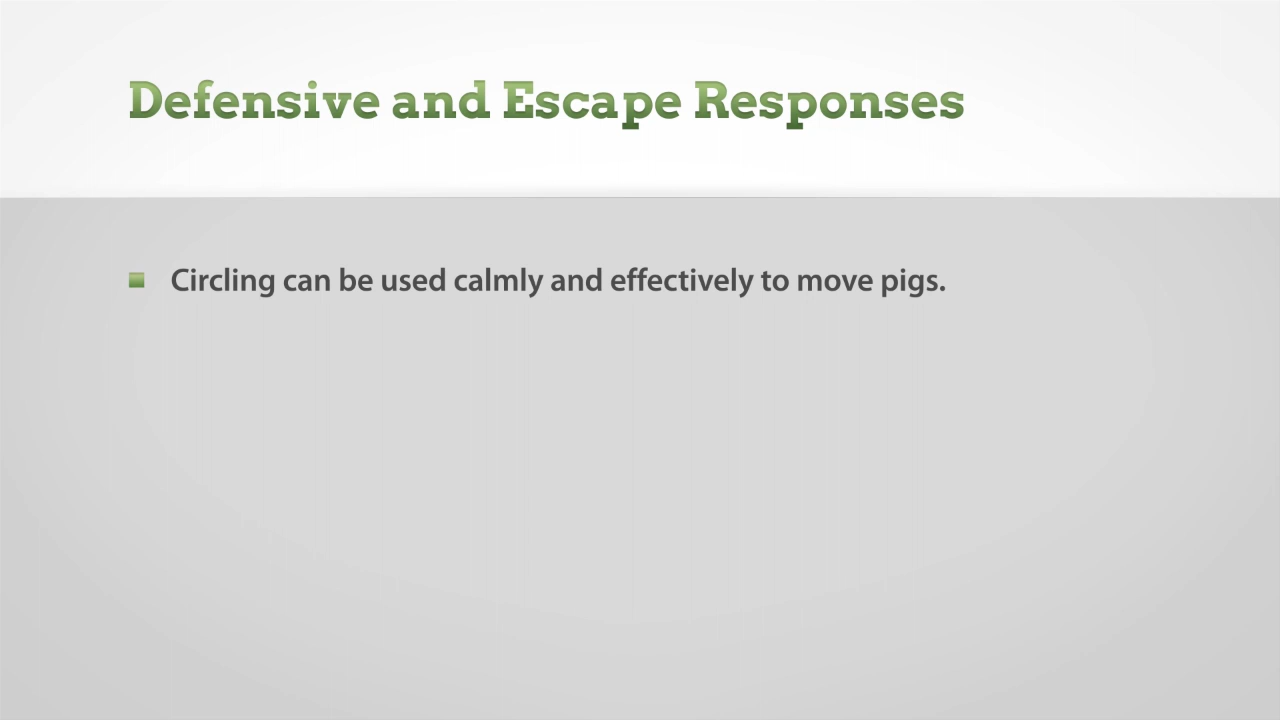 Defensive and Escape Responses
Circling can be used calmly and effectively to move pigs.